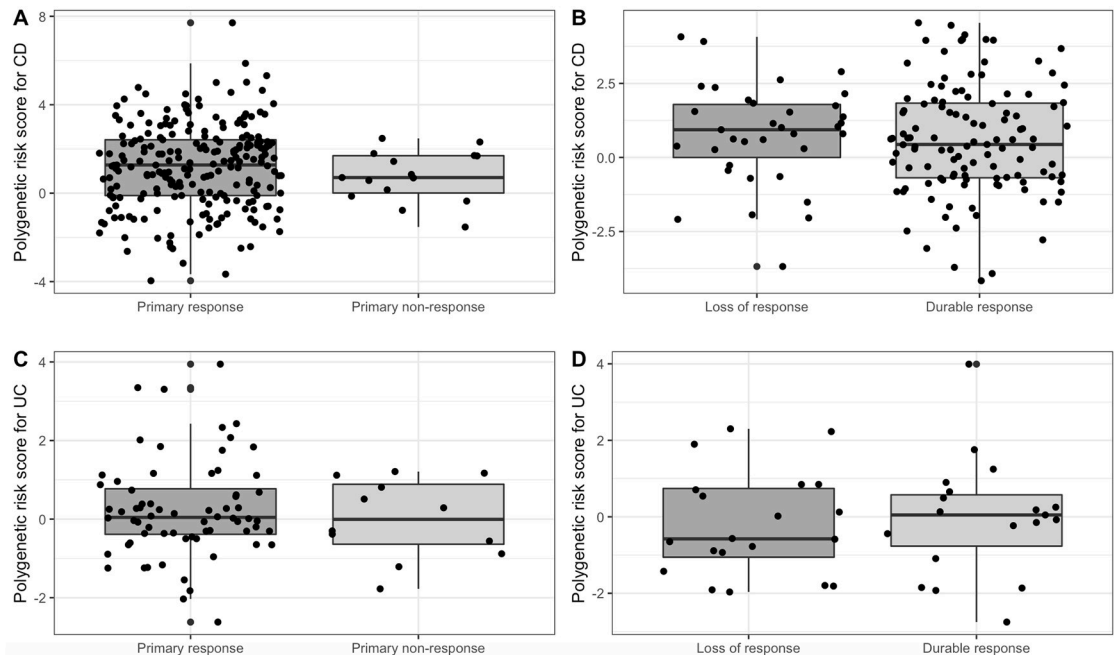 A
Polygenetic risk score for CD
8
4
0
-4
Primary response
Primary non-response
B
Polygenetic risk score for CD
2.5
0.0
-2.5
Loss of response
Durable response
C
Polygenetic risk score for UC
4
2
0
-2
Primary response
Primary non-response
D
Polygenetic risk score for UC
4
2
0
-2
Loss of response
Durable response